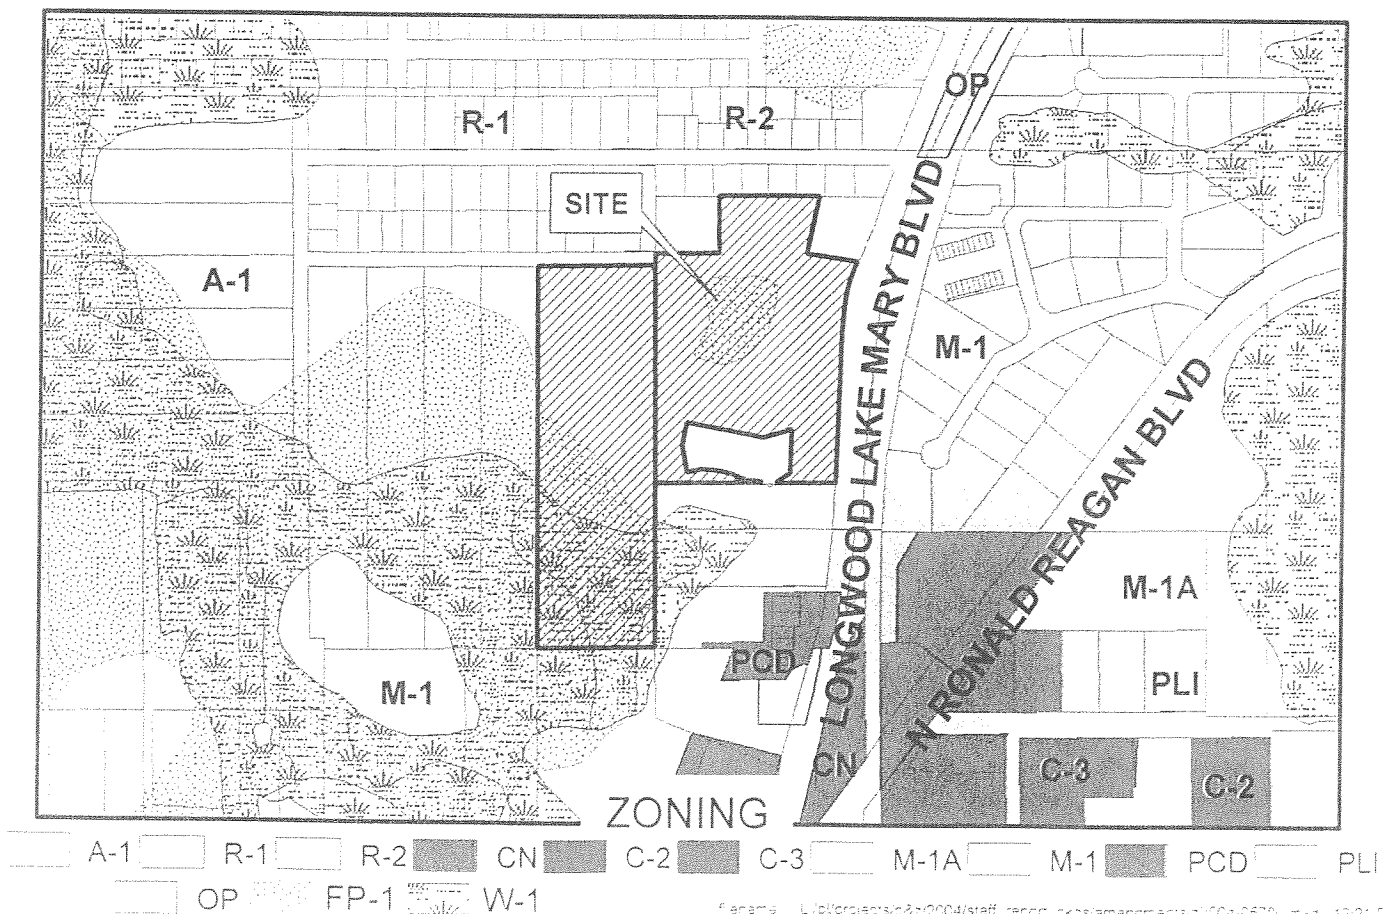 OP
R-1
R-2
SITE
A-1
LONGWOOD LAKE MARY BLVD
M-1
N RONALD REAGAN BLVD
M-1A
PCD
PLI
M-1
CN
C-3
C-2
ZONING
A-1 R-1 R-2 CN C-2 C-3 M-1A M-1 PCD PLI
OP FP-1 W-1